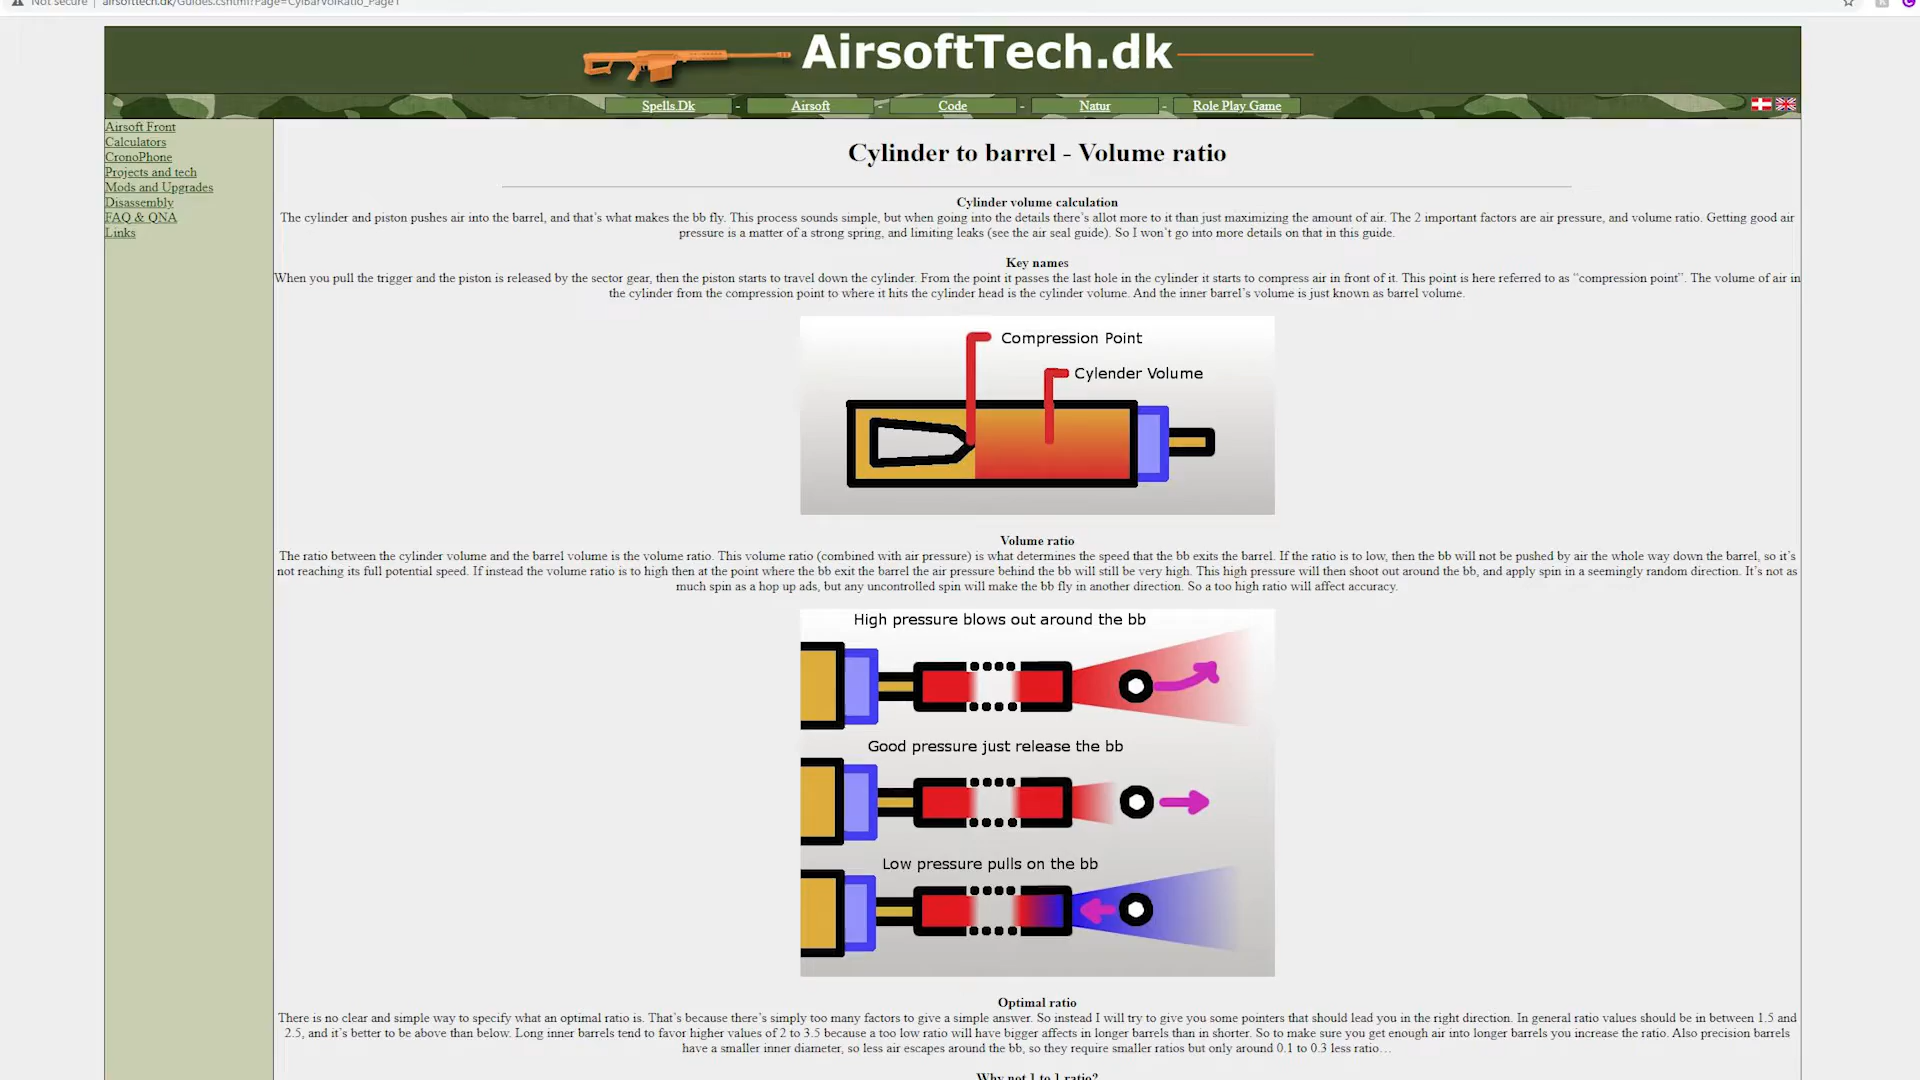 Not secure | airsofttech.dk/Guides.cshtml?Page=CylBarVolRatio_Page1
AirsoftTech.dk
Spells.Dk - Airsoft - Code - Natur - Role Play Game
Airsoft Front
Calculators
CronoPhone
Projects and tech
Mods and Upgrades
Disassembly
FAQ & QNA
Links
Cylinder to barrel - Volume ratio
Cylinder volume calculation
The cylinder and piston pushes air into the barrel, and that's what makes the bb fly. This process sounds simple, but when going into the details there's allot more to it than just maximizing the amount of air. The 2 important factors are air pressure, and volume ratio. Getting good air
pressure is a matter of a strong spring, and limiting leaks (see the air seal guide). So I won't go into more details on that in this guide.
Key names
When you pull the trigger and the piston is released by the sector gear, then the piston starts to travel down the cylinder. From the point it passes the last hole in the cylinder it starts to compress air in front of it. This point is here referred to as “compression point”. The volume of air in
the cylinder from the compression point to where it hits the cylinder head is the cylinder volume. And the inner barrel's volume is just known as barrel volume.
Compression Point
Cylender Volume
Volume ratio
The ratio between the cylinder volume and the barrel volume is the volume ratio. This volume ratio (combined with air pressure) is what determines the speed that the bb exits the barrel. If the ratio is to low, then the bb will not be pushed by air the whole way down the barrel, so it's
not reaching its full potential speed. If instead the volume ratio is to high then at the point where the bb exit the barrel the air pressure behind the bb will still be very high. This high pressure will then shoot out around the bb, and apply spin in a seemingly random direction. It's not as
much spin as a hop up ads, but any uncontrolled spin will make the bb fly in another direction. So a too high ratio will affect accuracy.
High pressure blows out around the bb
Good pressure just release the bb
Low pressure pulls on the bb
Optimal ratio
There is no clear and simple way to specify what an optimal ratio is. That's because there's simply too many factors to give a simple answer. So instead I will try to give you some pointers that should lead you in the right direction. In general ratio values should be in between 1.5 and
2.5, and it's better to be above than below. Long inner barrels tend to favor higher values of 2 to 3.5 because a too low ratio will have bigger affects in longer barrels than in shorter. So to make sure you get enough air into longer barrels you increase the ratio. Also precision barrels
have a smaller inner diameter, so less air escapes around the bb, so they require smaller ratios but only around 0.1 to 0.3 less ratio…
Why not 1 to 1 ratio?